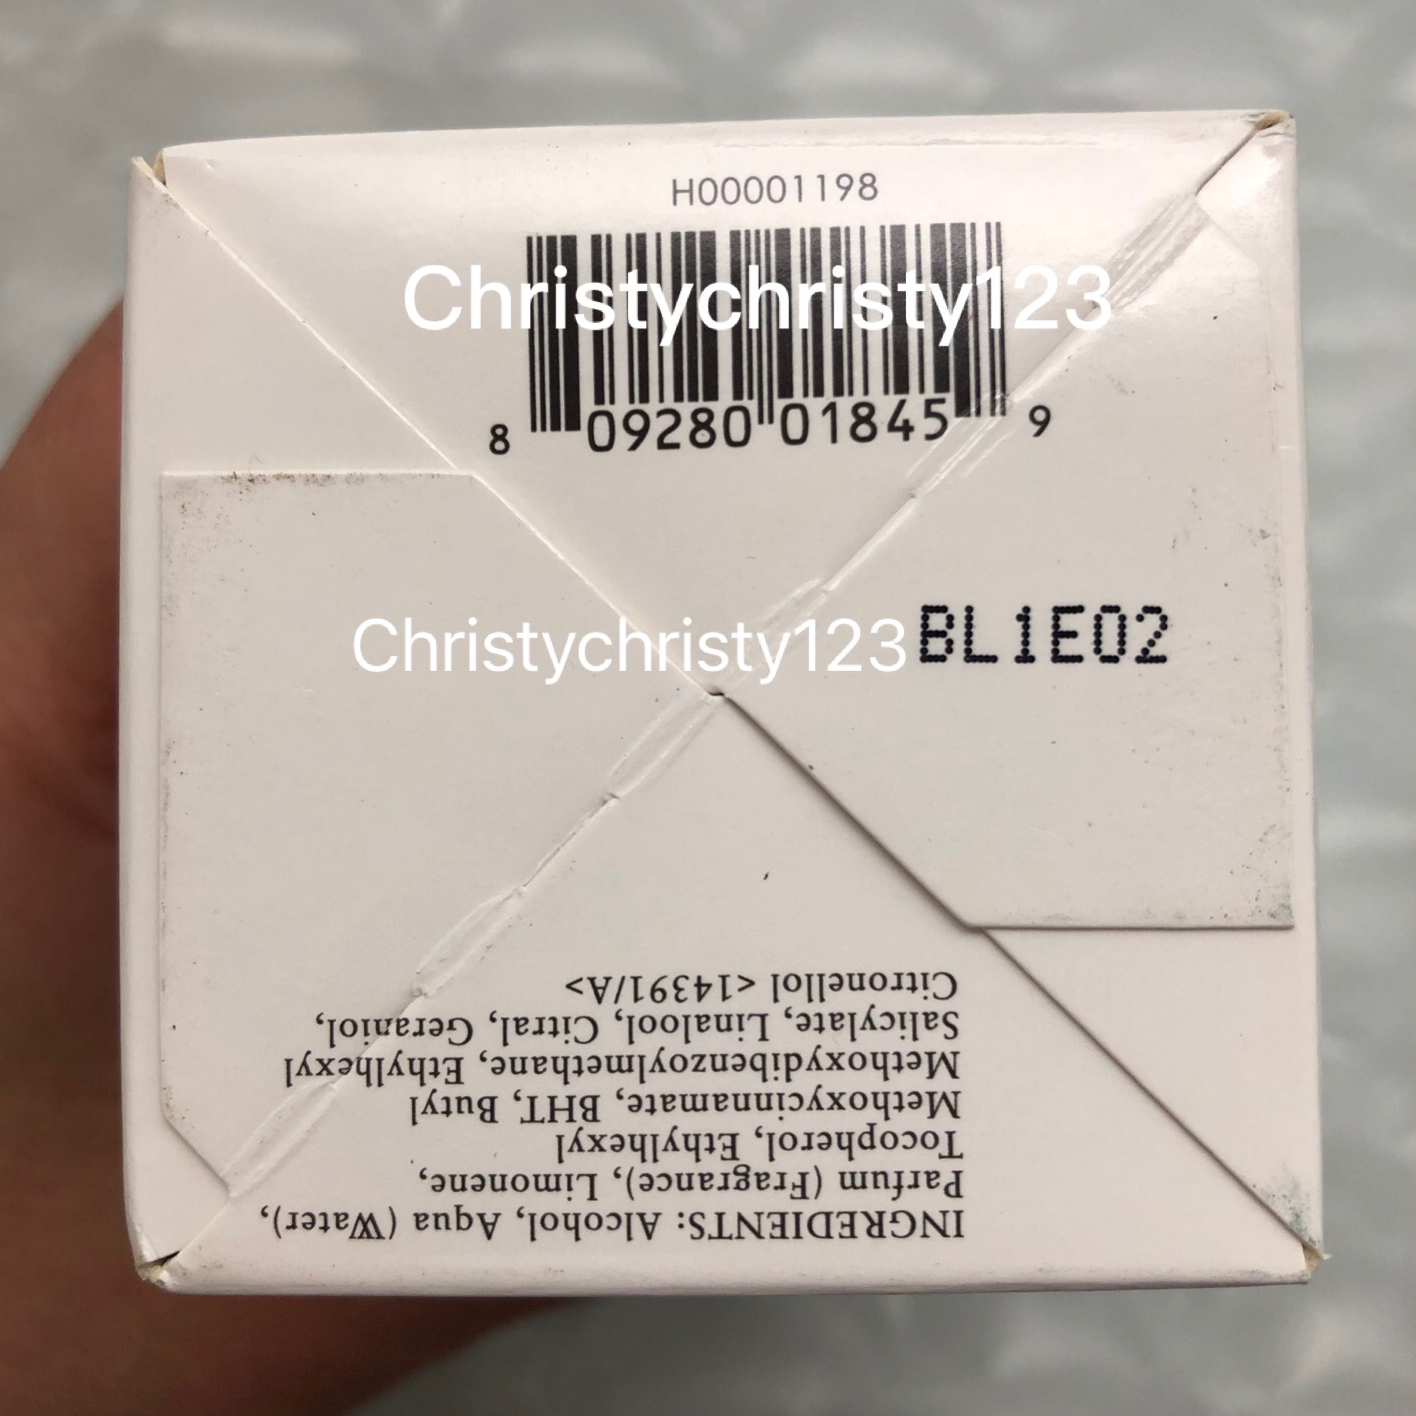 H00001198
Christychristy123
8 09280 01845 9
Christychristy123
BL1E02
INGREDIENTS: Alcohol, Aqua (Water),
Parfum (Fragrance), Limonene,
Tocopherol, Ethylhexyl
Methoxycinnamate, BHT, Butyl
Methoxydibenzoylmethane, Ethylhexyl
Salicylate, Linalool, Citral, Geraniol,
Citronellol <14391/A>